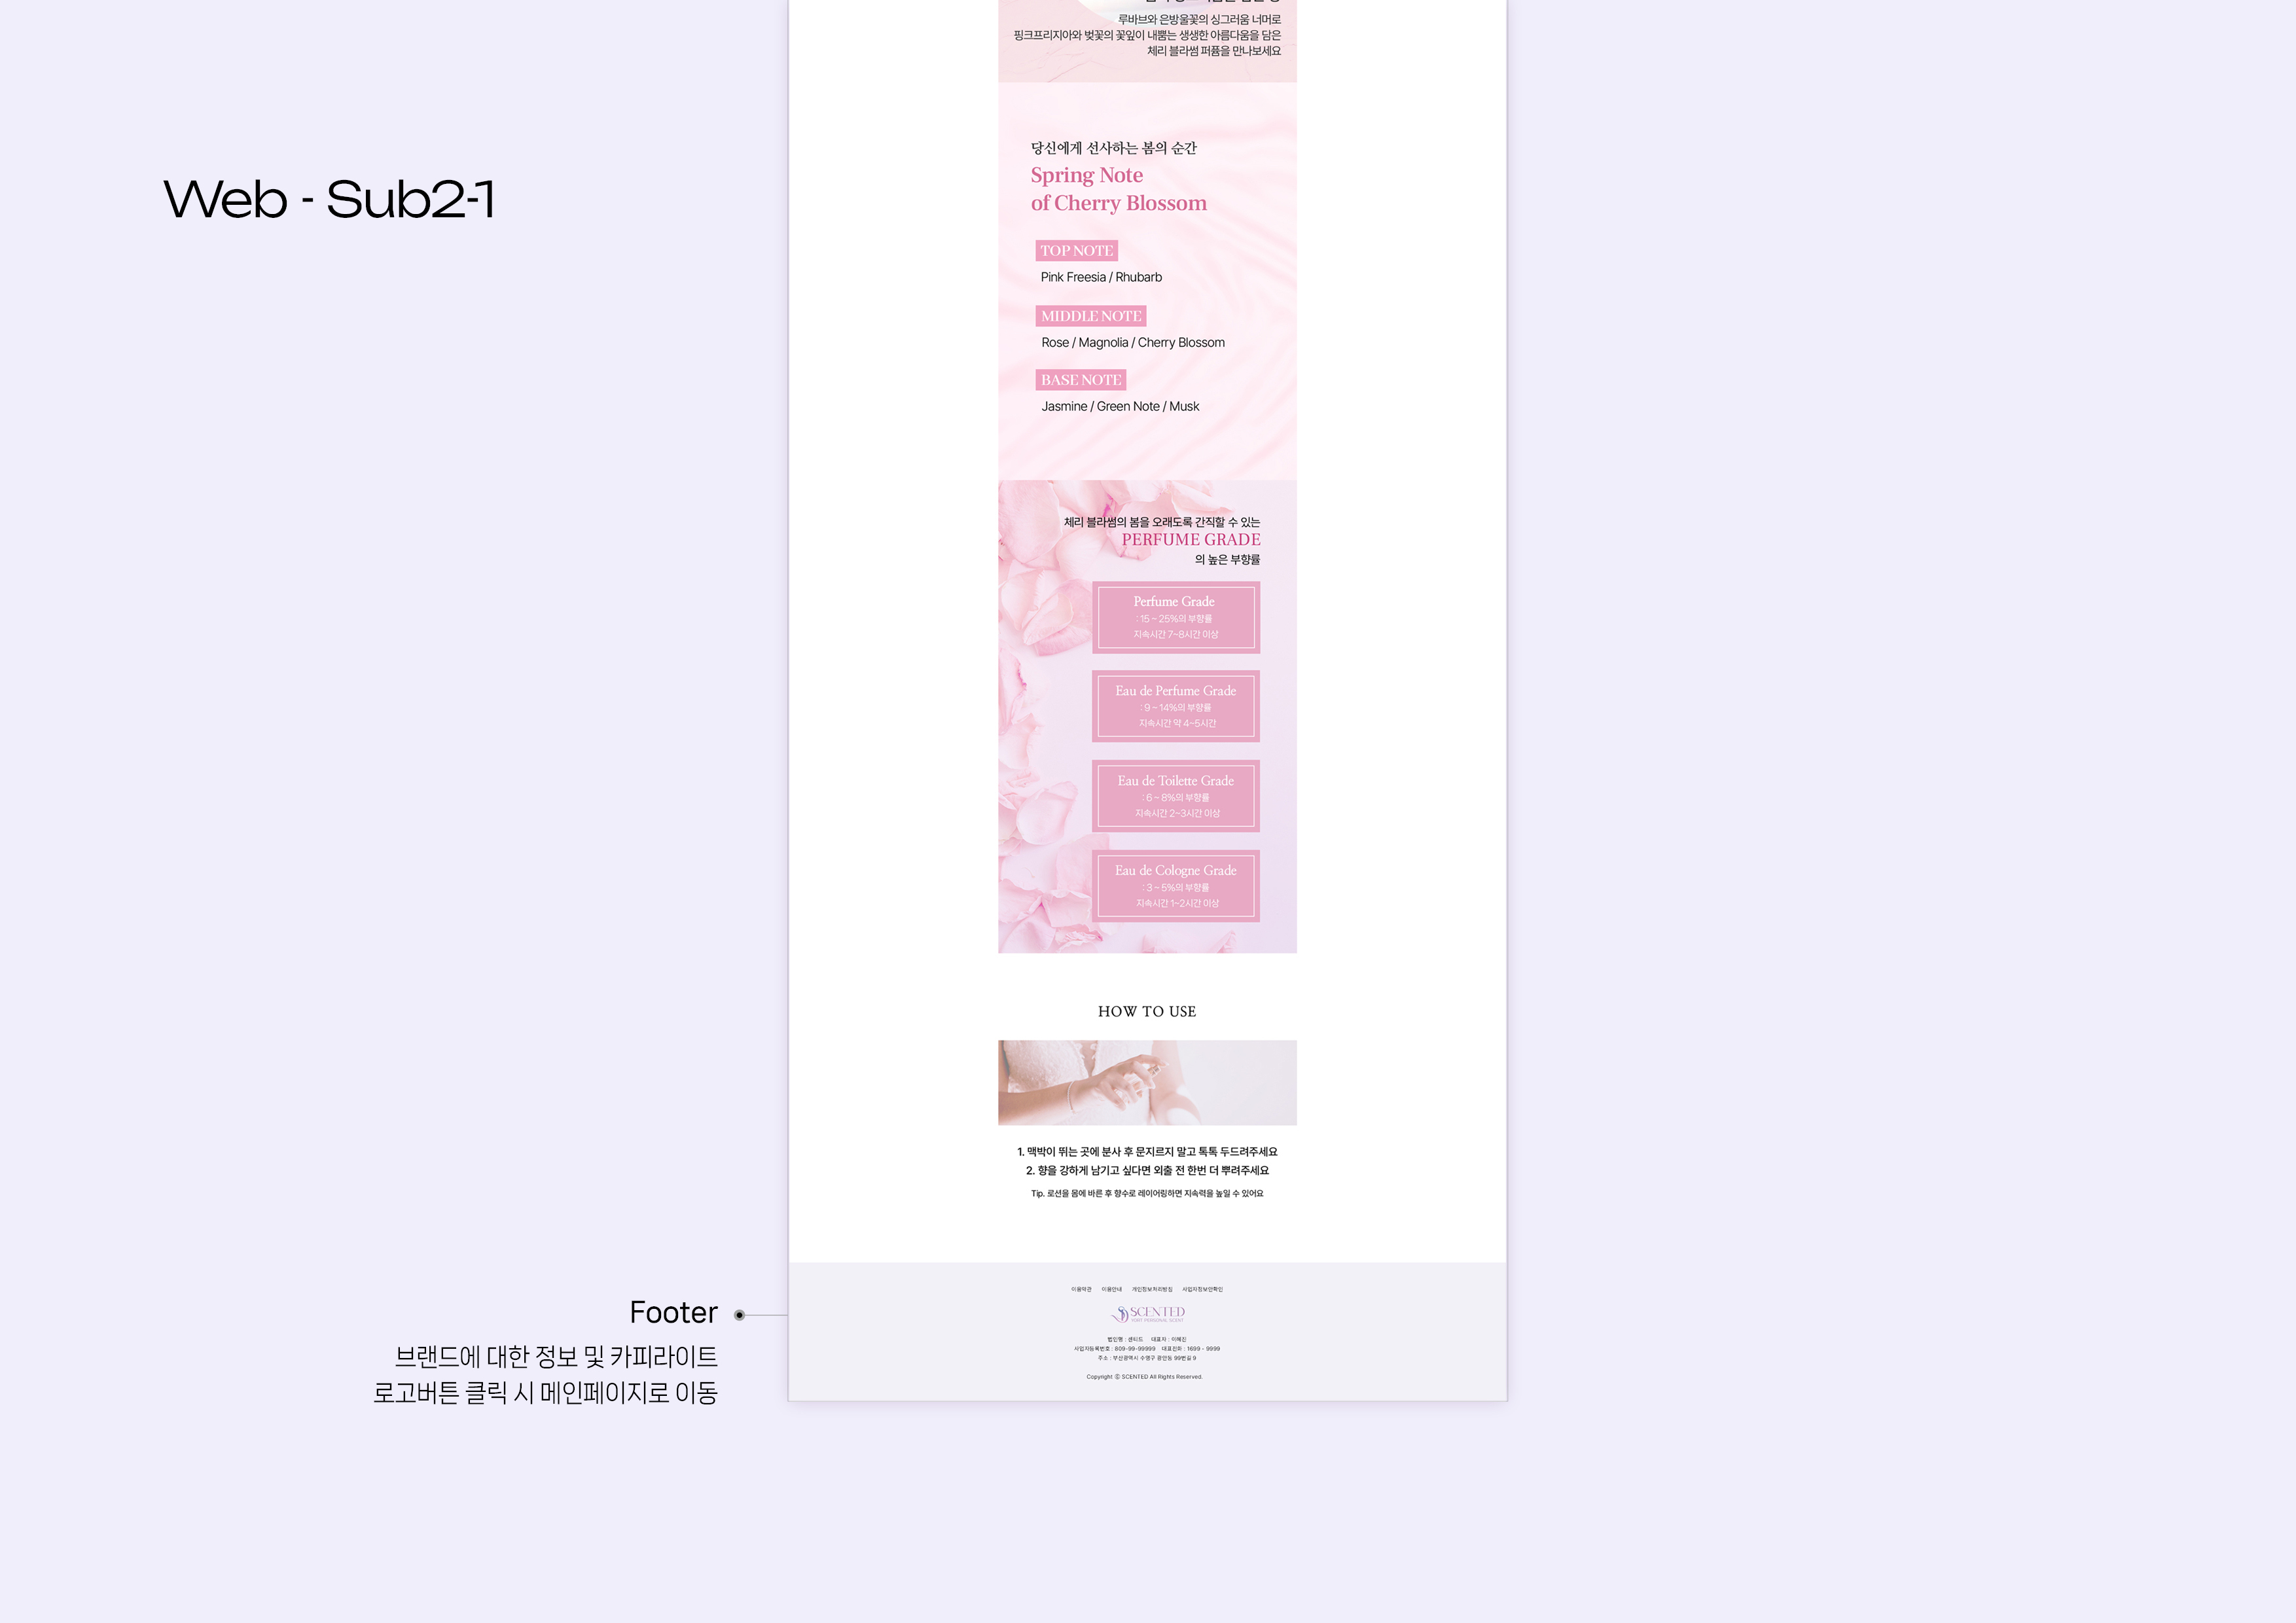 Web - Sub2-1
루바브와 은방울꽃의 싱그러움 너머로
핑크프리지아와 벚꽃의 꽃잎이 내뿜는 생생한 아름다움을 담은
체리 블라썸 퍼퓸을 만나보세요
당신에게 선사하는 봄의 순간
Spring Note
of Cherry Blossom
TOP NOTE
Pink Freesia / Rhubarb
MIDDLE NOTE
Rose / Magnolia / Cherry Blossom
BASE NOTE
Jasmine / Green Note / Musk
체리 블라썸의 봄을 오래도록 간직할 수 있는
PERFUME GRADE
의 높은 부향률
Perfume Grade
: 15 ~ 25%의 부향률
지속시간 7~8시간 이상
Eau de Perfume Grade
: 9 ~ 14%의 부향률
지속시간 약 4~5시간
Eau de Toilette Grade
: 6 ~ 8%의 부향률
지속시간 2~3시간 이상
Eau de Cologne Grade
: 3 ~ 5%의 부향률
지속시간 1~2시간 이상
HOW TO USE
1. 맥박이 뛰는 곳에 분사 후 문지르지 말고 톡톡 두드려주세요
2. 향을 강하게 남기고 싶다면 외출 전 한번 더 뿌려주세요
Tip. 로션을 몸에 바른 후 향수로 레이어링하면 지속력을 높일 수 있어요
Footer
브랜드에 대한 정보 및 카피라이트
로고버튼 클릭 시 메인페이지로 이동
이용약관 이용안내 개인정보처리방침 사업자정보안확인
SCENTED
법인명 : 센티드 대표자 : 이혜진
사업자등록번호 : 809-99-99999 대표전화 : 1699 - 9999
주소 : 부산광역시 수영구 광안동 99번길 9
Copyright ⓒ SCENTED All Rights Reserved.